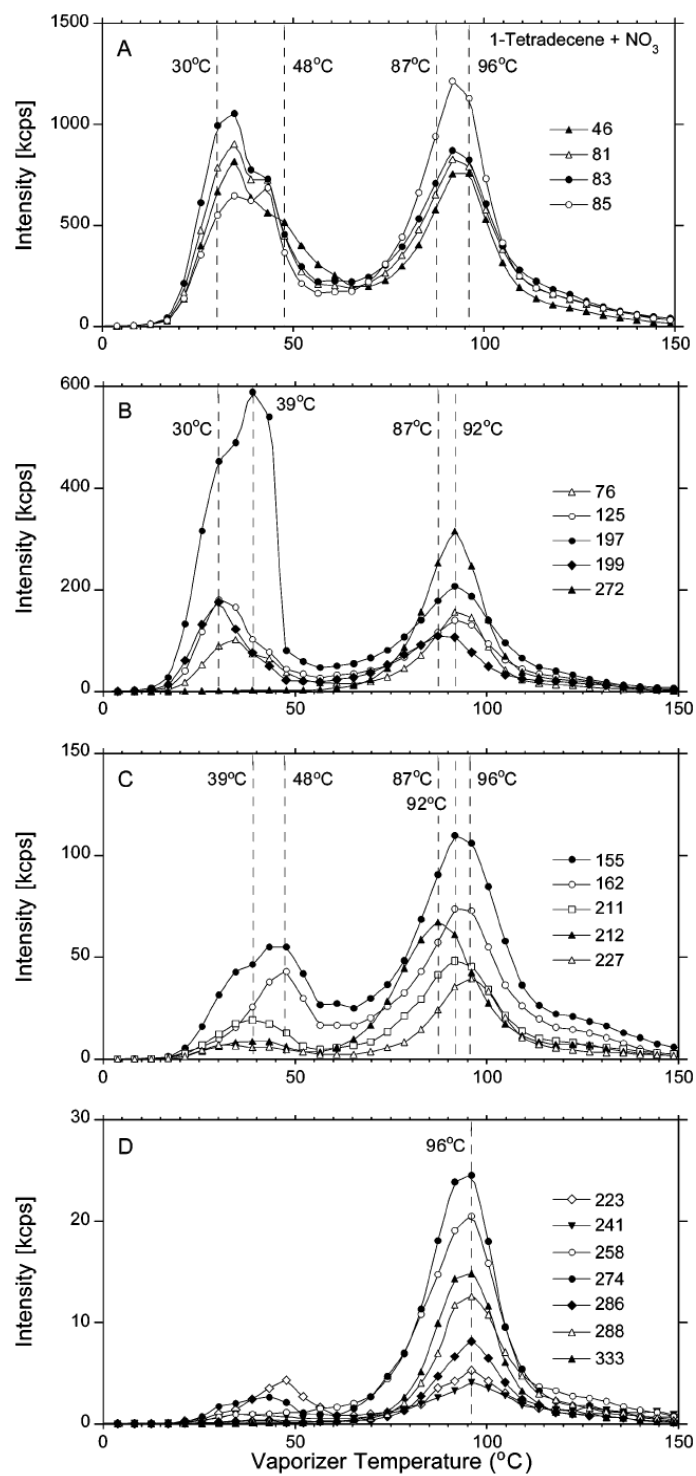 A
1-Tetradecene + NO3
30°C
48°C
87°C
96°C
46
81
83
85
Intensity [kcps]
1500
1000
500
0
0
50
100
150
B
30°C
39°C
87°C
92°C
76
125
197
199
272
Intensity [kcps]
600
400
200
0
0
50
100
150
C
39°C
48°C
87°C
96°C
92°C
155
162
211
212
227
Intensity [kcps]
150
100
50
0
0
50
100
150
D
96°C
223
241
258
274
286
288
333
Intensity [kcps]
30
20
10
0
0
50
100
150
Vaporizer Temperature (°C)